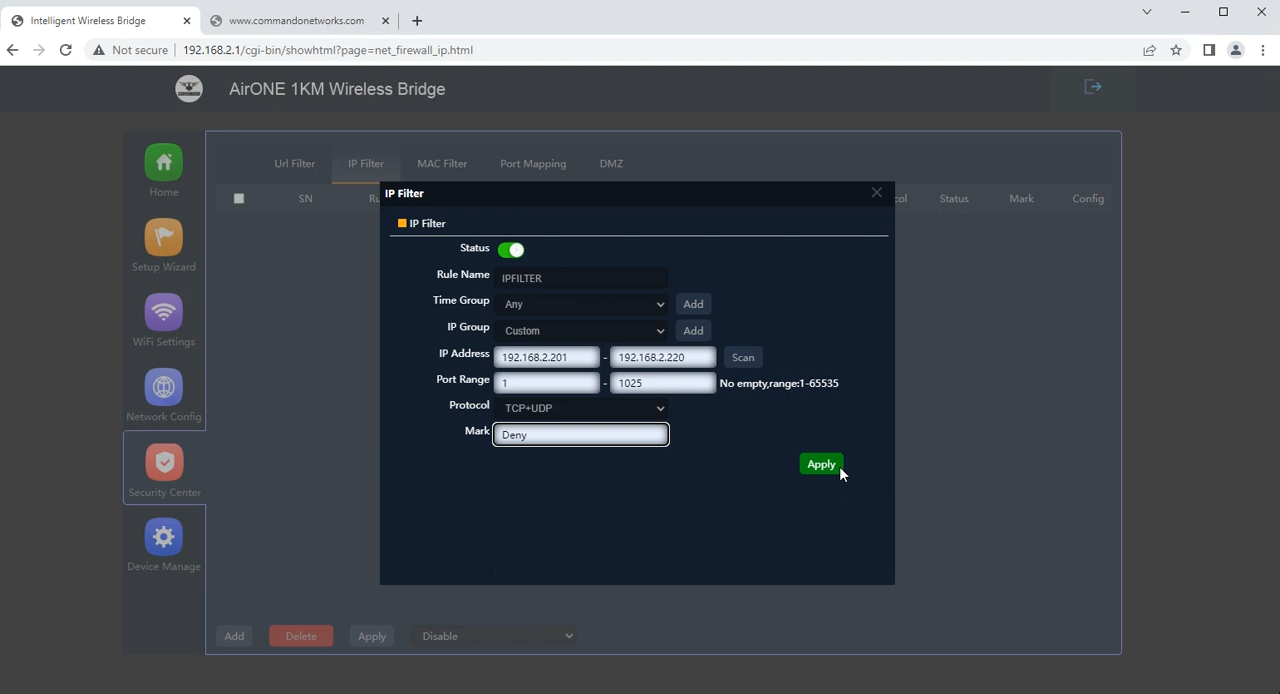 Intelligent Wireless Bridge
www.commandonetworks.com
Not secure
192.168.2.1/cgi-bin/showhtml?page=net_firewall_ip.html
AirONE 1KM Wireless Bridge
Home
Setup Wizard
WiFi Settings
Network Config
Security Center
Device Manage
Url Filter
IP Filter
MAC Filter
Port Mapping
DMZ
SN
Ru
col
Status
Mark
Config
IP Filter
IP Filter
Status
Rule Name IPFILTER
Time Group Any Add
IP Group Custom Add
IP Address 192.168.2.201 - 192.168.2.220 Scan
Port Range 1 - 1025 No empty,range:1-65535
Protocol TCP+UDP
Mark Deny
Apply
Add Delete Apply Disable